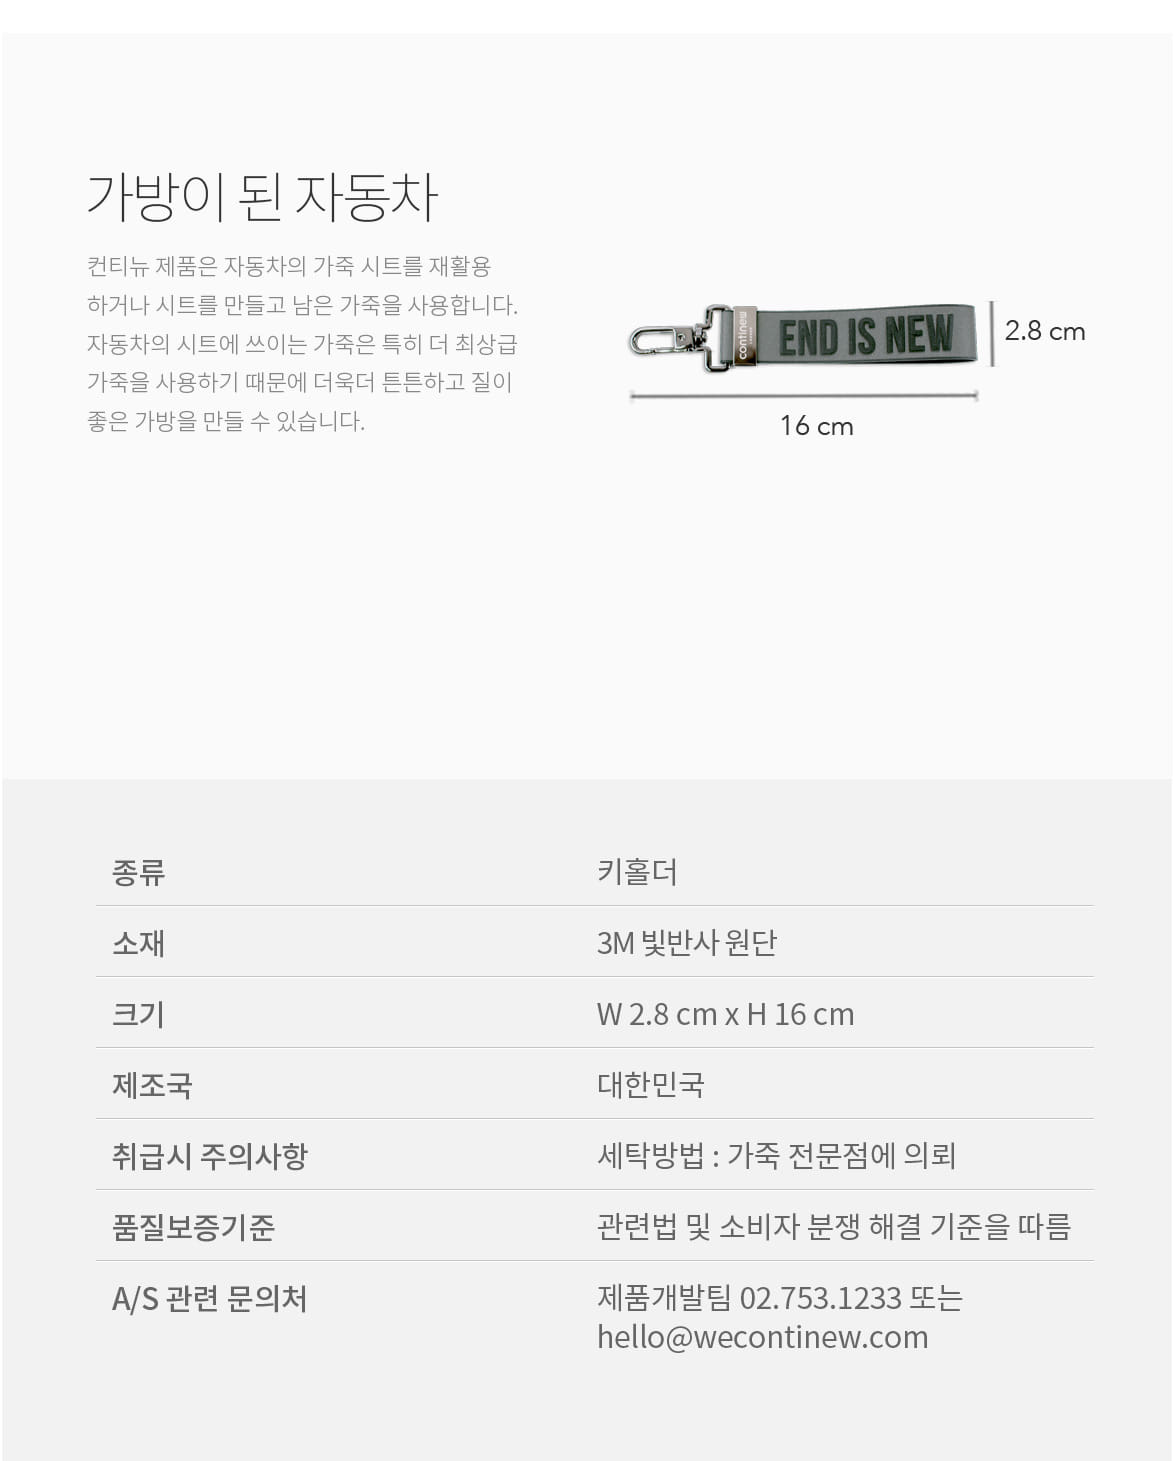 가방이 된 자동차
컨티뉴 제품은 자동차의 가죽 시트를 재활용
하거나 시트를 만들고 남은 가죽을 사용합니다.
자동차의 시트에 쓰이는 가죽은 특히 더 최상급
가죽을 사용하기 때문에 더욱더 튼튼하고 질이
좋은 가방을 만들 수 있습니다.
continew
END IS NEW
2.8 cm
16 cm
종류 키홀더
소재 3M 빛반사 원단
크기 W 2.8 cm x H 16 cm
제조국 대한민국
취급시 주의사항 세탁방법 : 가죽 전문점에 의뢰
품질보증기준 관련법 및 소비자 분쟁 해결 기준을 따름
A/S 관련 문의처 제품개발팀 02.753.1233 또는
hello@wecontinew.com